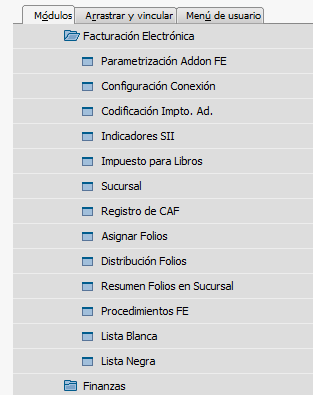 Módulos Arrastrar y vincular Menú de usuario
Facturación Electrónica
Parametrización Addon FE
Configuración Conexión
Codificación Impto. Ad.
Indicadores SII
Impuesto para Libros
Sucursal
Registro de CAF
Asignar Folios
Distribución Folios
Resumen Folios en Sucursal
Procedimientos FE
Lista Blanca
Lista Negra
Finanzas